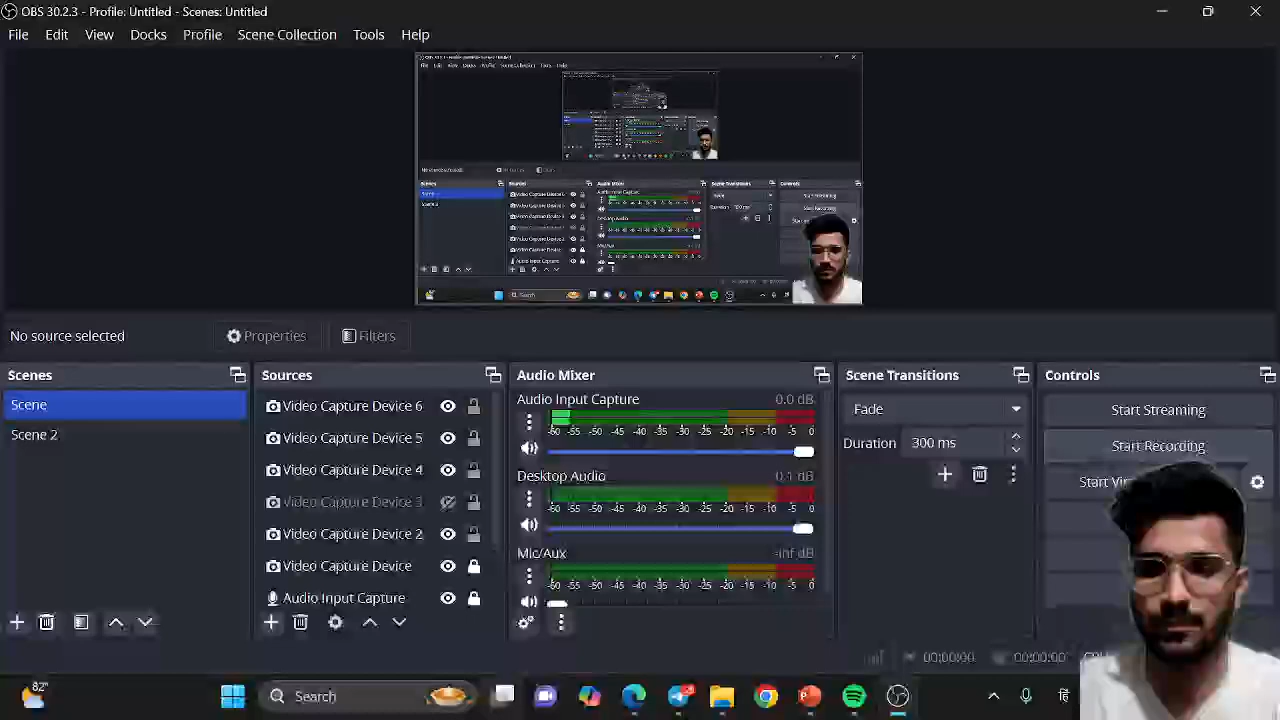 OBS 30.2.3 - Profile: Untitled - Scenes: Untitled
File Edit View Docks Profile Scene Collection Tools Help
No source selected Properties Filters
Scenes Sources Audio Mixer Scene Transitions Controls
Scene
Scene 2
Video Capture Device 6
Video Capture Device 5
Video Capture Device 4
Video Capture Device 3
Video Capture Device 2
Video Capture Device
Audio Input Capture
Audio Input Capture 0.0 dB
-60 -55 -50 -45 -40 -35 -30 -25 -20 -15 -10 -5 0
Desktop Audio 0.1 dB
-60 -55 -50 -45 -40 -35 -30 -25 -20 -15 -10 -5 0
Mic/Aux -inf dB
-60 -55 -50 -45 -40 -35 -30 -25 -20 -15 -10 -5 0
Fade
Duration 300 ms
Start Streaming
Start Recording
Start
00:00:00 00:00:00
82°
Search
हि